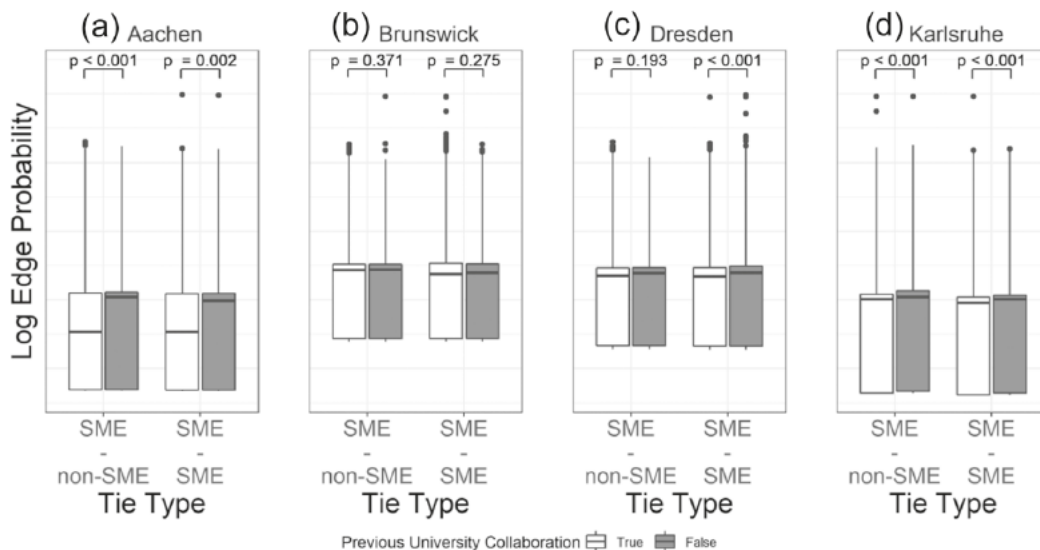 (a) Aachen
(b) Brunswick
(c) Dresden
(d) Karlsruhe
p < 0.001
p = 0.002
p = 0.371
p = 0.275
p = 0.193
p < 0.001
p < 0.001
p < 0.001
Log Edge Probability
SME
-
non-SME
SME
-
SME
SME
-
non-SME
SME
-
SME
SME
-
non-SME
SME
-
SME
SME
-
non-SME
SME
-
SME
Tie Type
Tie Type
Tie Type
Tie Type
Previous University Collaboration True False